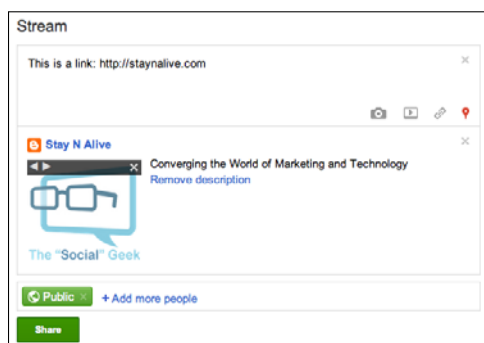 Stream
This is a link: http://staynalive.com
Stay N Alive
Converging the World of Marketing and Technology
Remove description
The "Social" Geek
Public
+ Add more people
Share